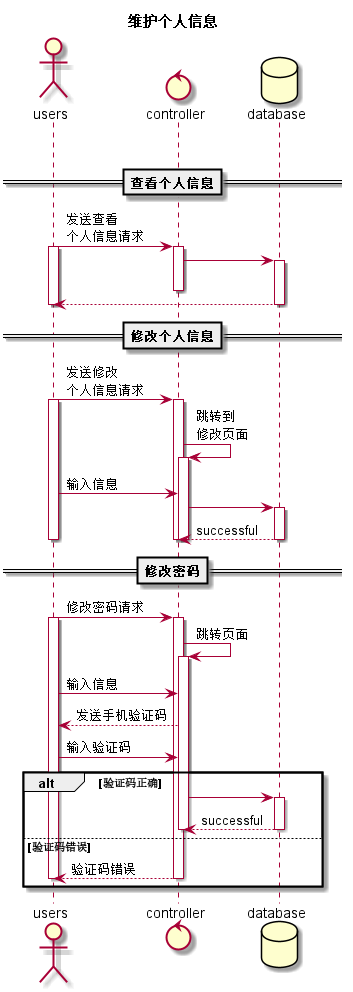 维护个人信息
users
controller
database
查看个人信息
发送查看
个人信息请求
修改个人信息
发送修改
个人信息请求
跳转到
修改页面
输入信息
successful
修改密码
修改密码请求
跳转页面
输入信息
发送手机验证码
输入验证码
alt [验证码正确]
successful
[验证码错误]
验证码错误
users
controller
database